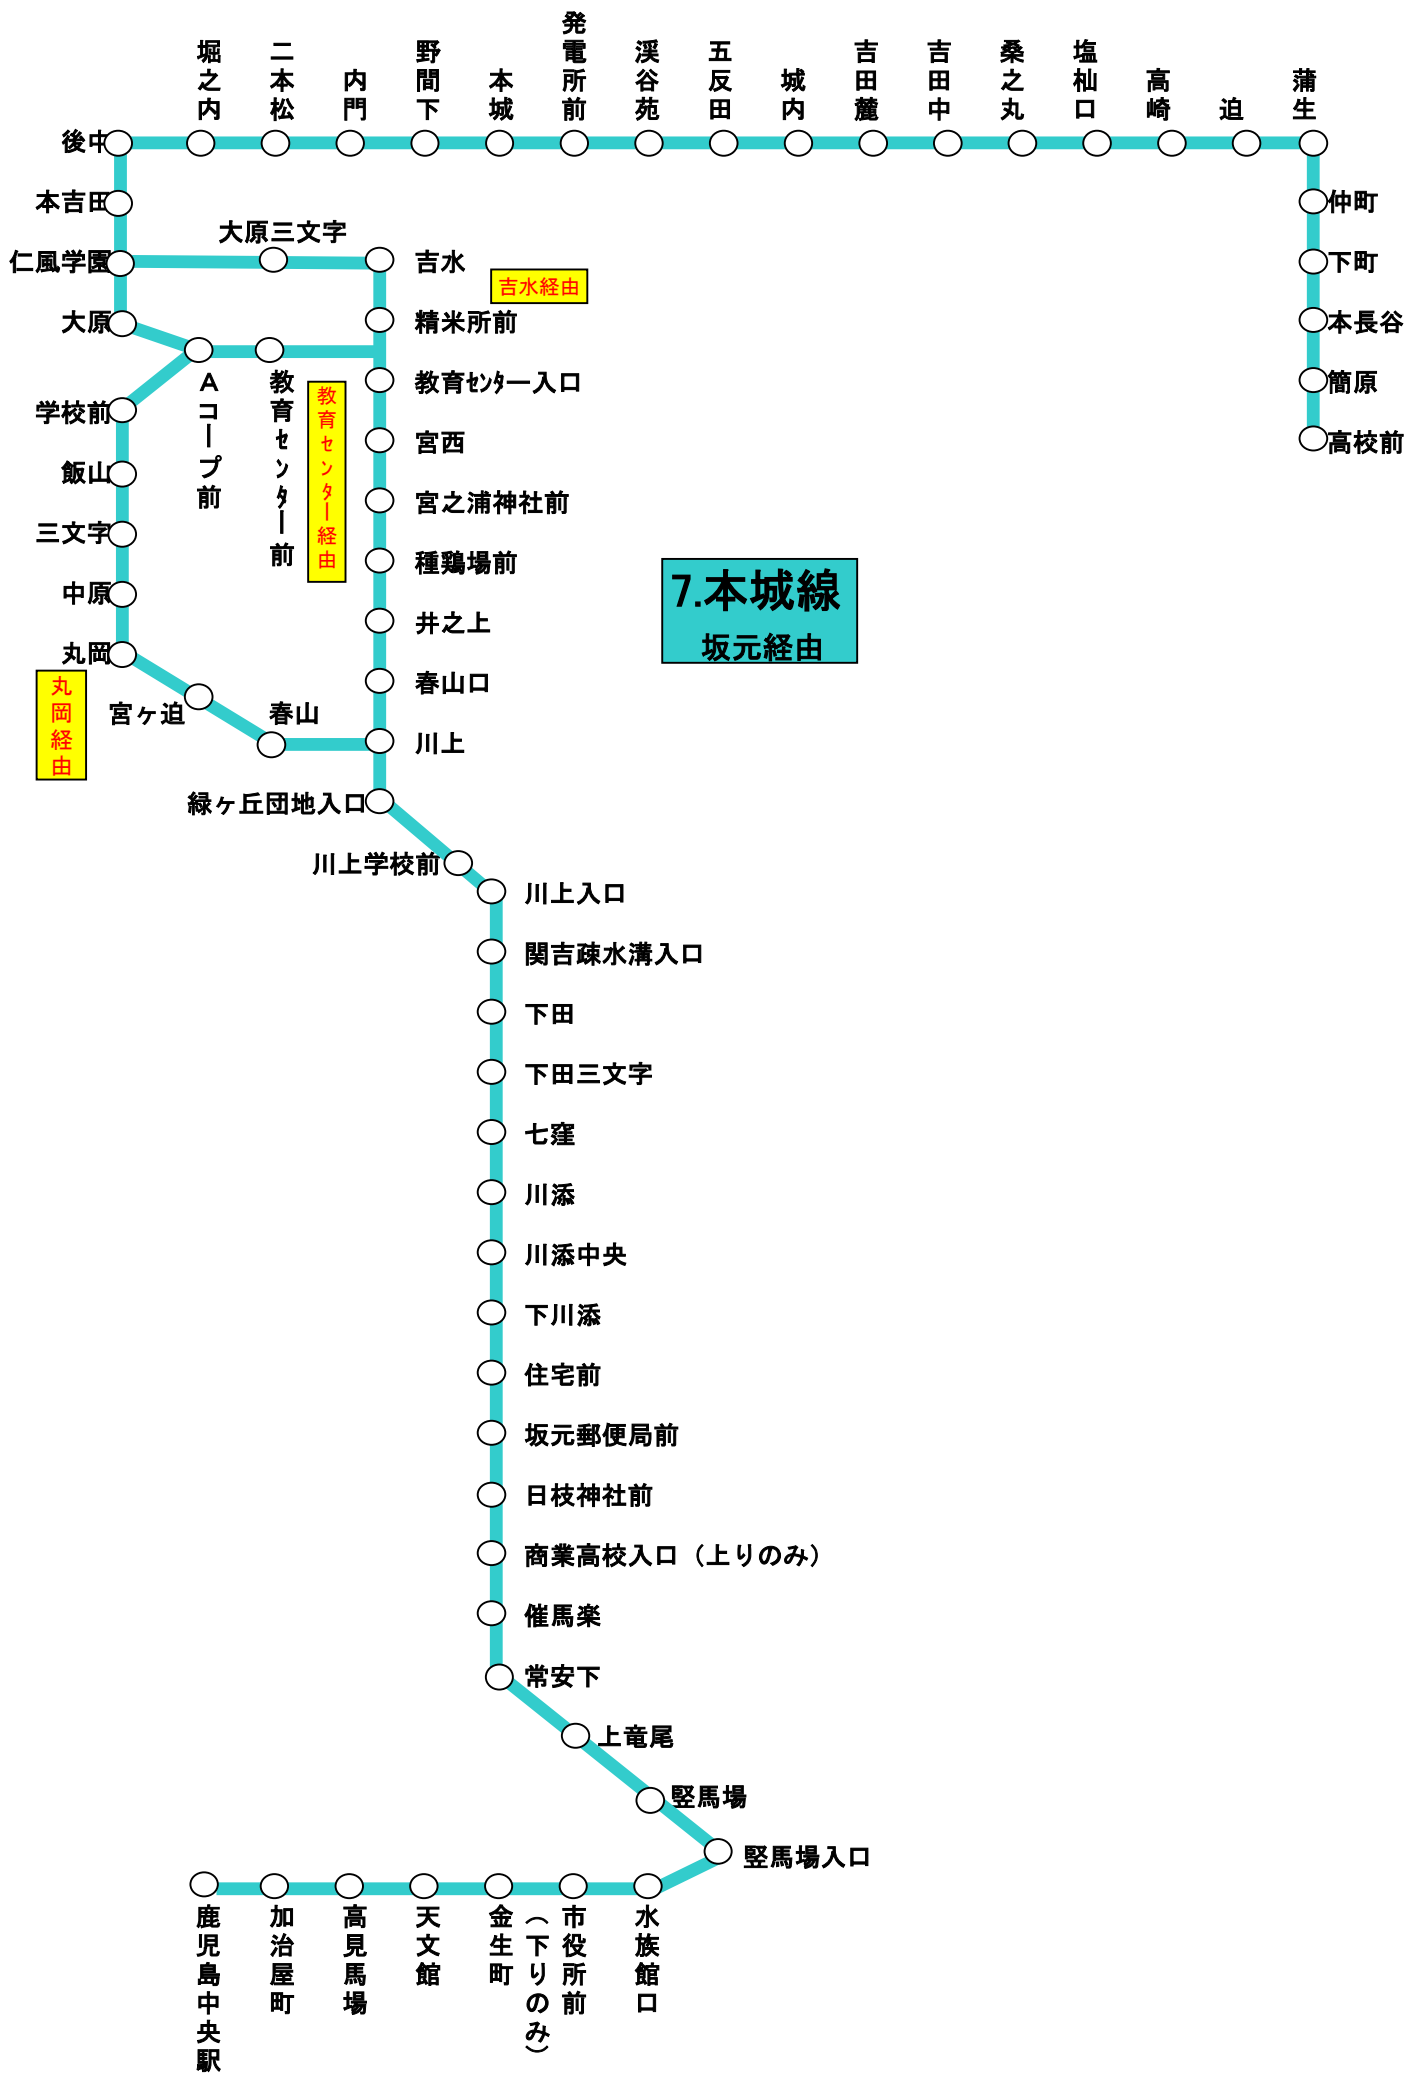 堀之内
二本松
内門
野間下
本城
発電所前
渓谷苑
五反田
城内
吉田麓
吉田中
桑之丸
塩杣口
高崎
迫
蒲生
後中
本吉田
仁風学園
大原
学校前
飯山
三文字
中原
丸岡
丸岡経由
宮ヶ迫
春山
大原三文字
Aコープ前
教育センター前
教育センター経由
吉水
吉水経由
精米所前
教育センター入口
宮西
宮之浦神社前
種鶏場前
井之上
春山口
川上
緑ヶ丘団地入口
川上学校前
川上入口
関吉疎水溝入口
下田
下田三文字
七窪
川添
川添中央
下川添
住宅前
坂元郵便局前
日枝神社前
商業高校入口(上りのみ)
催馬楽
常安下
上竜尾
竪馬場
竪馬場入口
仲町
下町
本長谷
簡原
高校前
7.本城線
坂元経由
鹿児島中央駅
加治屋町
高見馬場
天文館
金生町
(下りのみ)
市役所前
水族館口